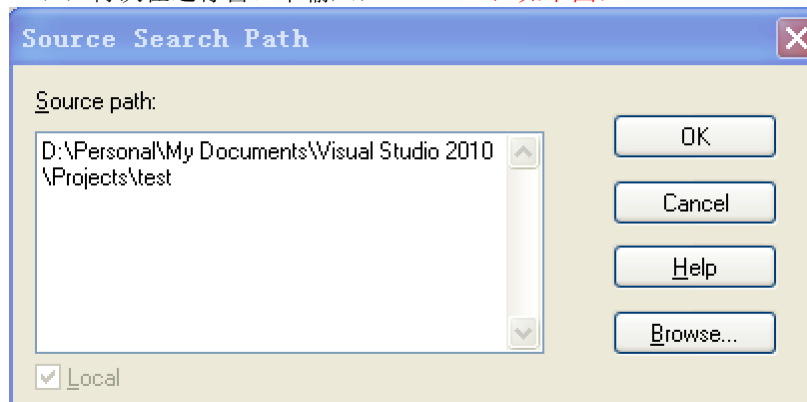 Source Search Path
Source path:
D:\Personal\My Documents\Visual Studio 2010
\Projects\test
OK
Cancel
Help
Browse...
Local